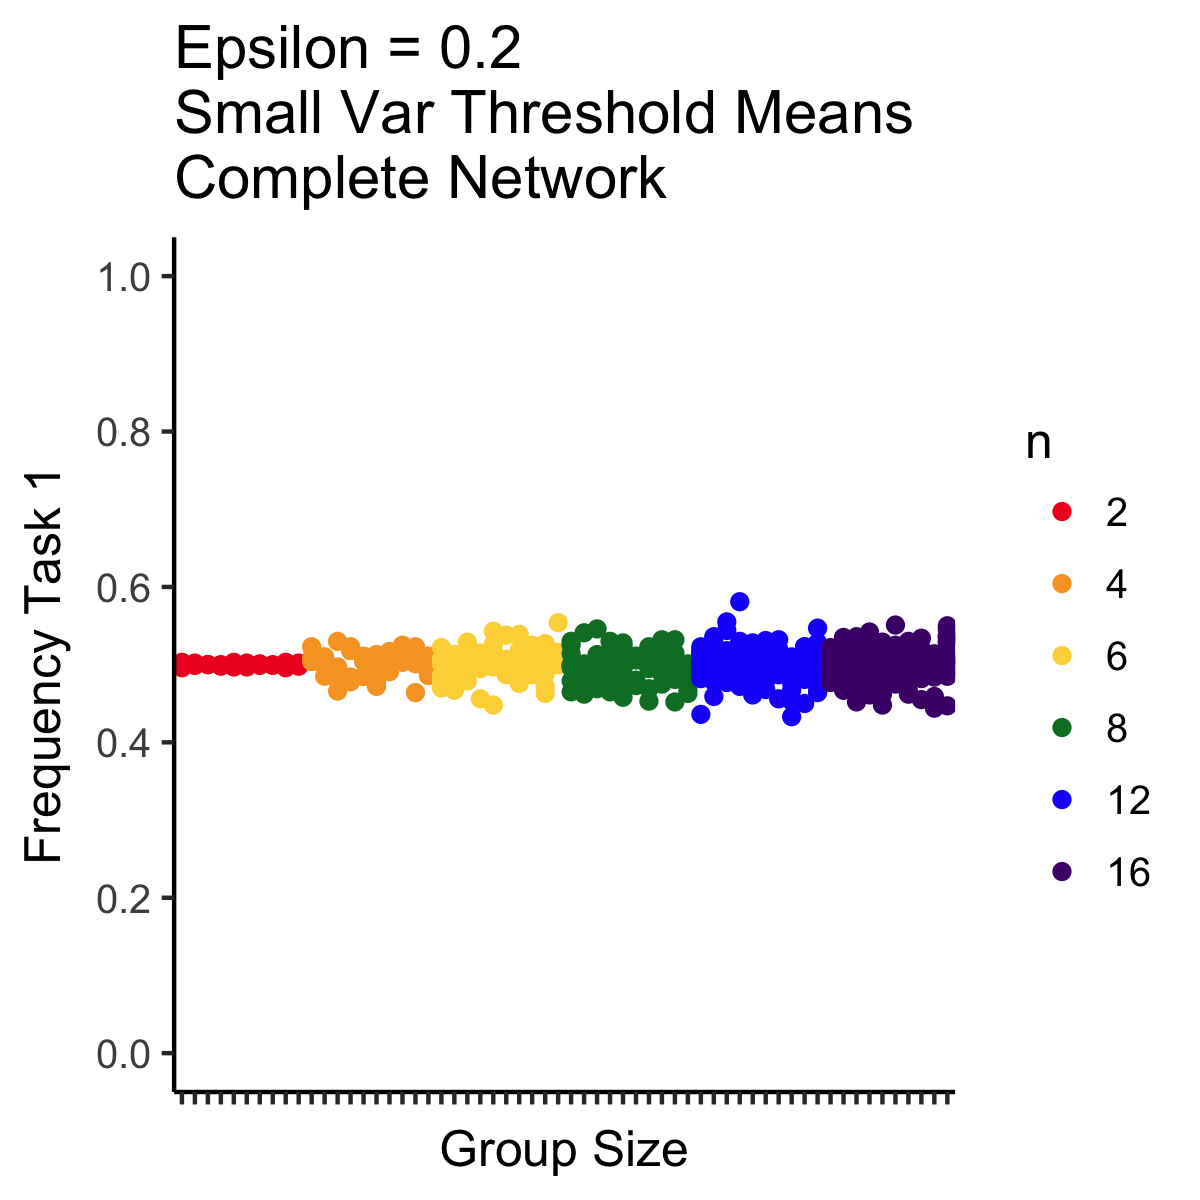 Epsilon = 0.2
Small Var Threshold Means
Complete Network
1.0
0.8
0.6
0.4
0.2
0.0
Frequency Task 1
Group Size
n
2
4
6
8
12
16